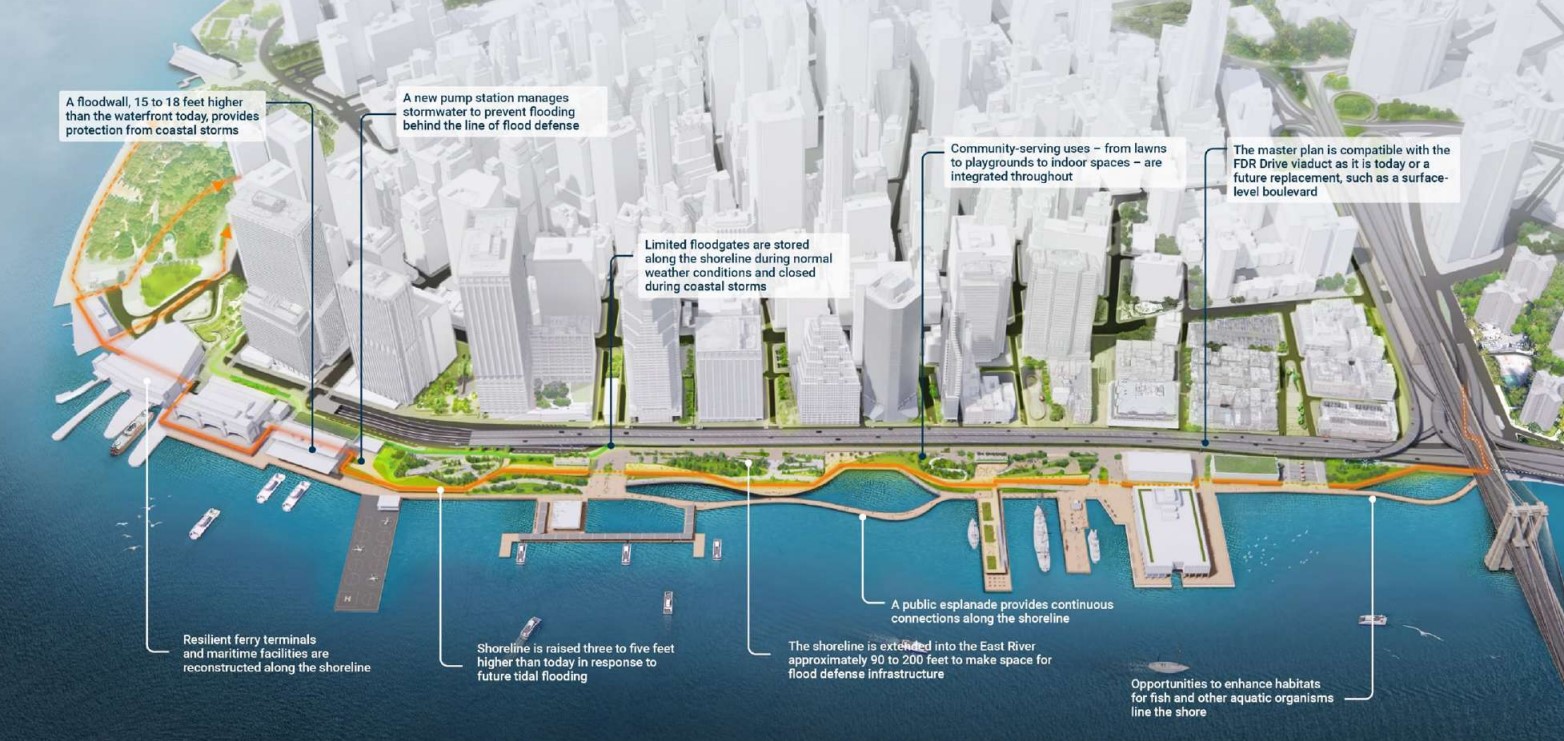 A floodwall, 15 to 18 feet higher
than the waterfront today, provides
protection from coastal storms
A new pump station manages
stormwater to prevent flooding
behind the line of flood defense
Community-serving uses – from lawns
to playgrounds to indoor spaces – are
integrated throughout
The master plan is compatible with the
FDR Drive viaduct as it is today or a
future replacement, such as a surface-
level boulevard
Limited floodgates are stored
along the shoreline during normal
weather conditions and closed
during coastal storms
H
Resilient ferry terminals
and maritime facilities are
reconstructed along the shoreline
Shoreline is raised three to five feet
higher than today in response to
future tidal flooding
The shoreline is extended into the East River
approximately 90 to 200 feet to make space for
flood defense infrastructure
A public esplanade provides continuous
connections along the shoreline
Opportunities to enhance habitats
for fish and other aquatic organisms
line the shore